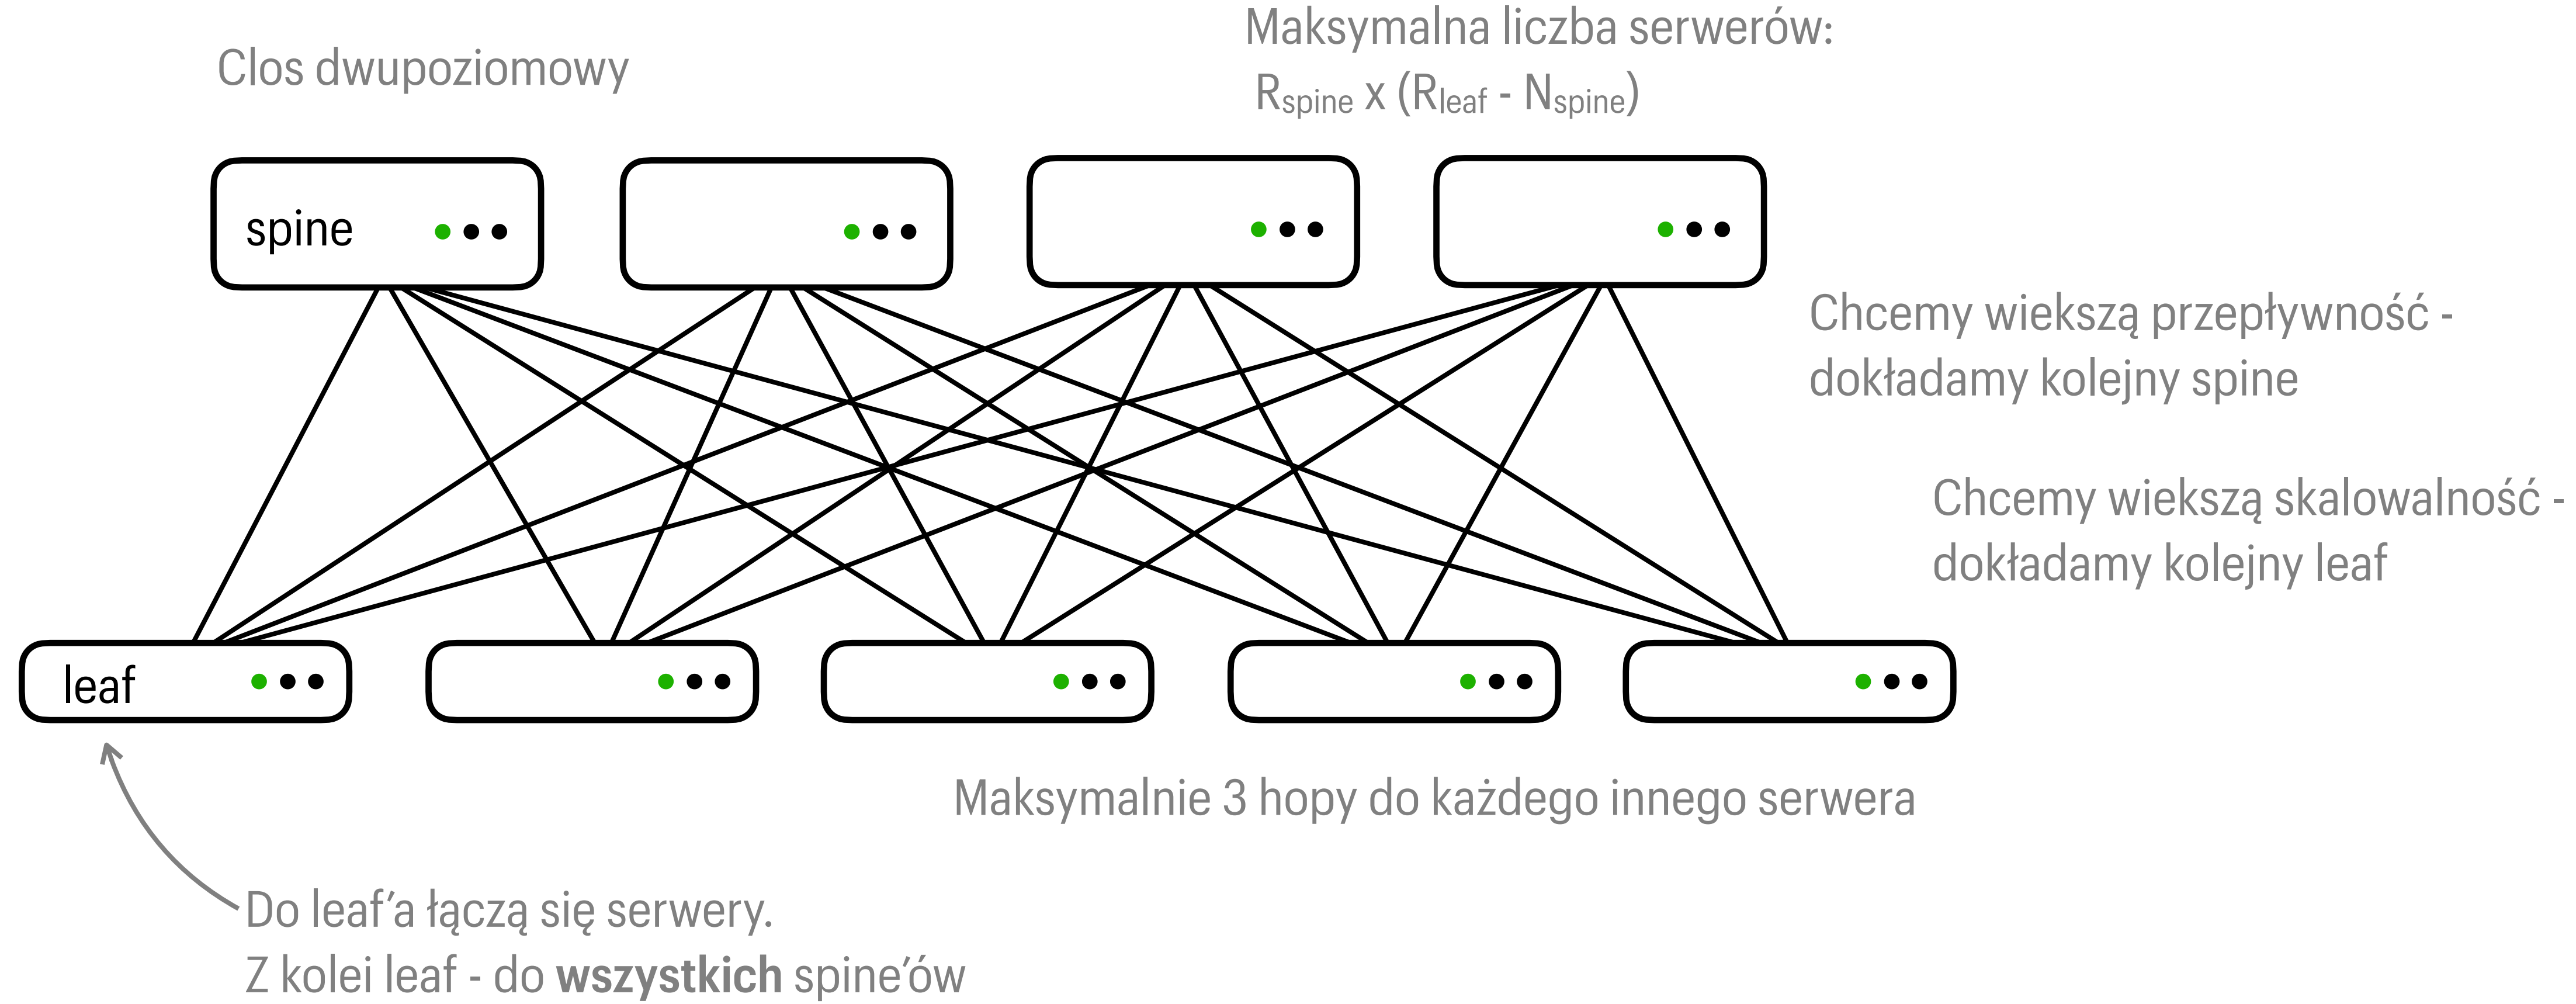 Clos dwupoziomowy
Maksymalna liczba serwerów:
Rspine x (Rleaf - Nspine)
spine
Chcemy wiekszą przepływność -
dokładamy kolejny spine
Chcemy wiekszą skalowalność -
dokładamy kolejny leaf
leaf
Maksymalnie 3 hopy do każdego innego serwera
Do leaf’a łączą się serwery.
Z kolei leaf - do wszystkich spine’ów